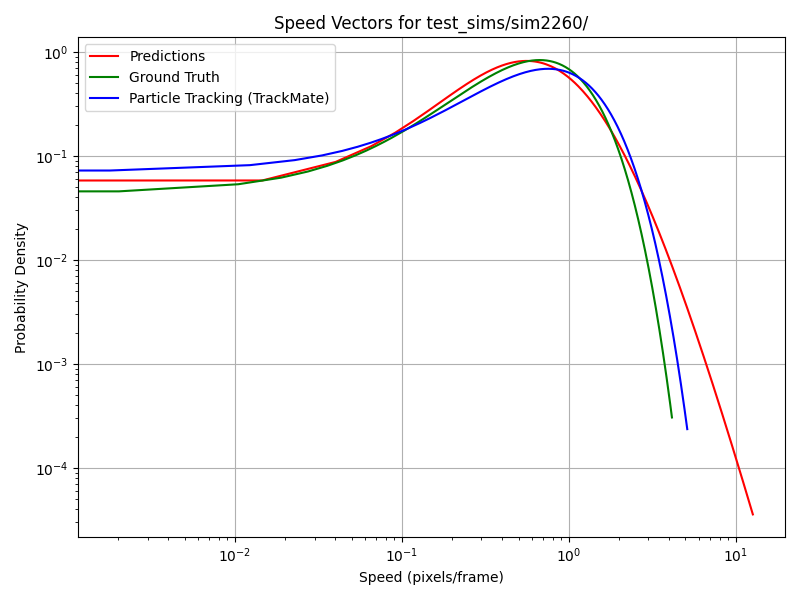 Speed Vectors for test_sims/sim2260/
Predictions
Ground Truth
Particle Tracking (TrackMate)
Probability Density
10⁰
10⁻¹
10⁻²
10⁻³
10⁻⁴
10⁻²
10⁻¹
10⁰
10¹
Speed (pixels/frame)